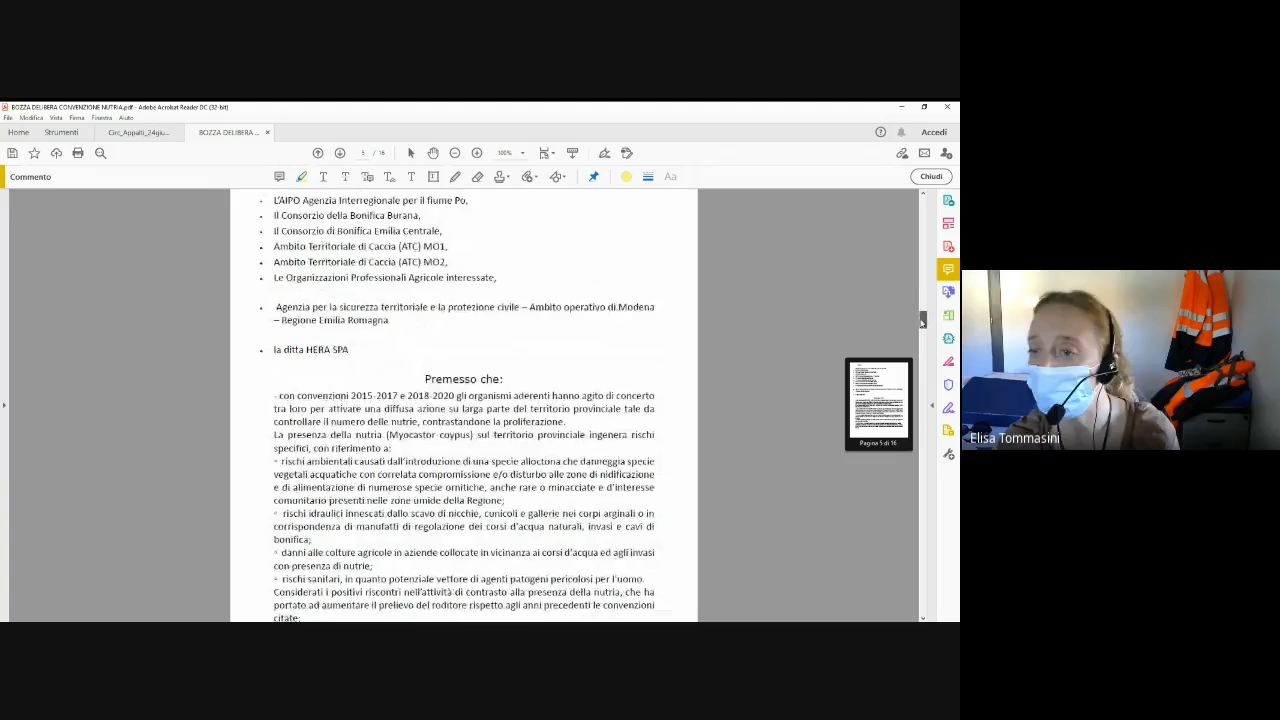 BOZZA DELIBERA CONVENZIONE NUTRIA.pdf - Adobe Acrobat Reader DC (32-bit)
File Modifica Vista Firma Finestra Aiuto
Home Strumenti Circ_Appalti_24giu... BOZZA DELIBERA ... × Accedi
5 / 16 100%
Commento Aa Chiudi
• L'AIPO Agenzia Interregionale per il fiume Po,
• Il Consorzio della Bonifica Burana,
• Il Consorzio di Bonifica Emilia Centrale,
• Ambito Territoriale di Caccia (ATC) MO1,
• Ambito Territoriale di Caccia (ATC) MO2,
• Le Organizzazioni Professionali Agricole interessate,
• Agenzia per la sicurezza territoriale e la protezione civile – Ambito operativo di Modena
– Regione Emilia Romagna
• la ditta HERA SPA
Premesso che:
- con convenzioni 2015-2017 e 2018-2020 gli organismi aderenti hanno agito di concerto
tra loro per attivare una diffusa azione su larga parte del territorio provinciale tale da
controllare il numero delle nutrie, contrastandone la proliferazione.
La presenza della nutria (Myocastor coypus) sul territorio provinciale ingenera rischi
specifici, con riferimento a:
◦ rischi ambientali causati dall'introduzione di una specie alloctona che danneggia specie
vegetali acquatiche con correlata compromissione e/o disturbo alle zone di nidificazione
e di alimentazione di numerose specie ornitiche, anche rare o minacciate e d'interesse
comunitario presenti nelle zone umide della Regione;
◦ rischi idraulici innescati dallo scavo di nicchie, cunicoli e gallerie nei corpi arginali o in
corrispondenza di manufatti di regolazione dei corsi d'acqua naturali, invasi e cavi di
bonifica;
◦ danni alle colture agricole in aziende collocate in vicinanza ai corsi d'acqua ed agli invasi
con presenza di nutrie;
◦ rischi sanitari, in quanto potenziale vettore di agenti patogeni pericolosi per l'uomo.
Considerati i positivi riscontri nell'attività di contrasto alla presenza della nutria, che ha
portato ad aumentare il prelievo del roditore rispetto agli anni precedenti le convenzioni
citate;
Pagina 5 di 16
Elisa Tommasini